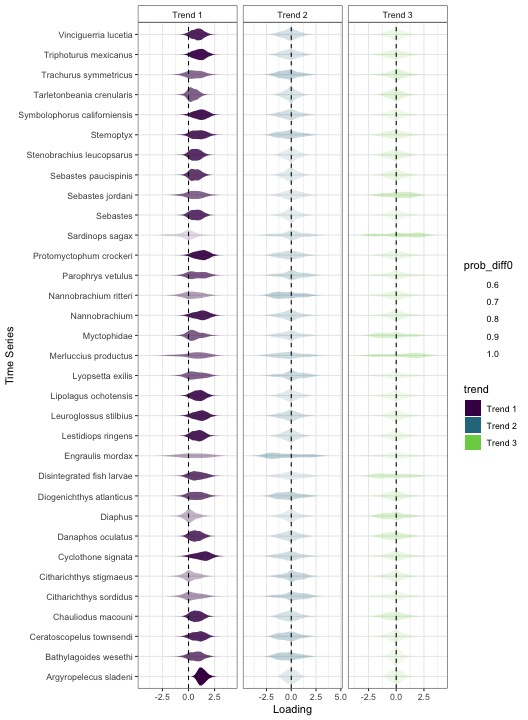 Trend 1 Trend 2 Trend 3
Vinciguerria lucetia
Triphoturus mexicanus
Trachurus symmetricus
Tarletonbeania crenularis
Symbolophorus californiensis
Sternoptyx
Stenobrachius leucopsarus
Sebastes paucispinis
Sebastes jordani
Sebastes
Sardinops sagax
Protomyctophum crockeri
Parophrys vetulus
Nannobrachium ritteri
Nannobrachium
Myctophidae
Merluccius productus
Lyopsetta exilis
Lipolagus ochotensis
Leuroglossus stilbius
Lestidiops ringens
Engraulis mordax
Disintegrated fish larvae
Diogenichthys atlanticus
Diaphus
Danaphos oculatus
Cyclothone signata
Citharichthys stigmaeus
Citharichthys sordidus
Chauliodus macouni
Ceratoscopelus townsendi
Bathylagoides wesethi
Argyropelecus sladeni
Time Series
-2.5 0.0 2.5 -2.5 0.0 2.5 5.0 -2.5 0.0 2.5
Loading
prob_diff0
0.6
0.7
0.8
0.9
1.0
trend
Trend 1
Trend 2
Trend 3